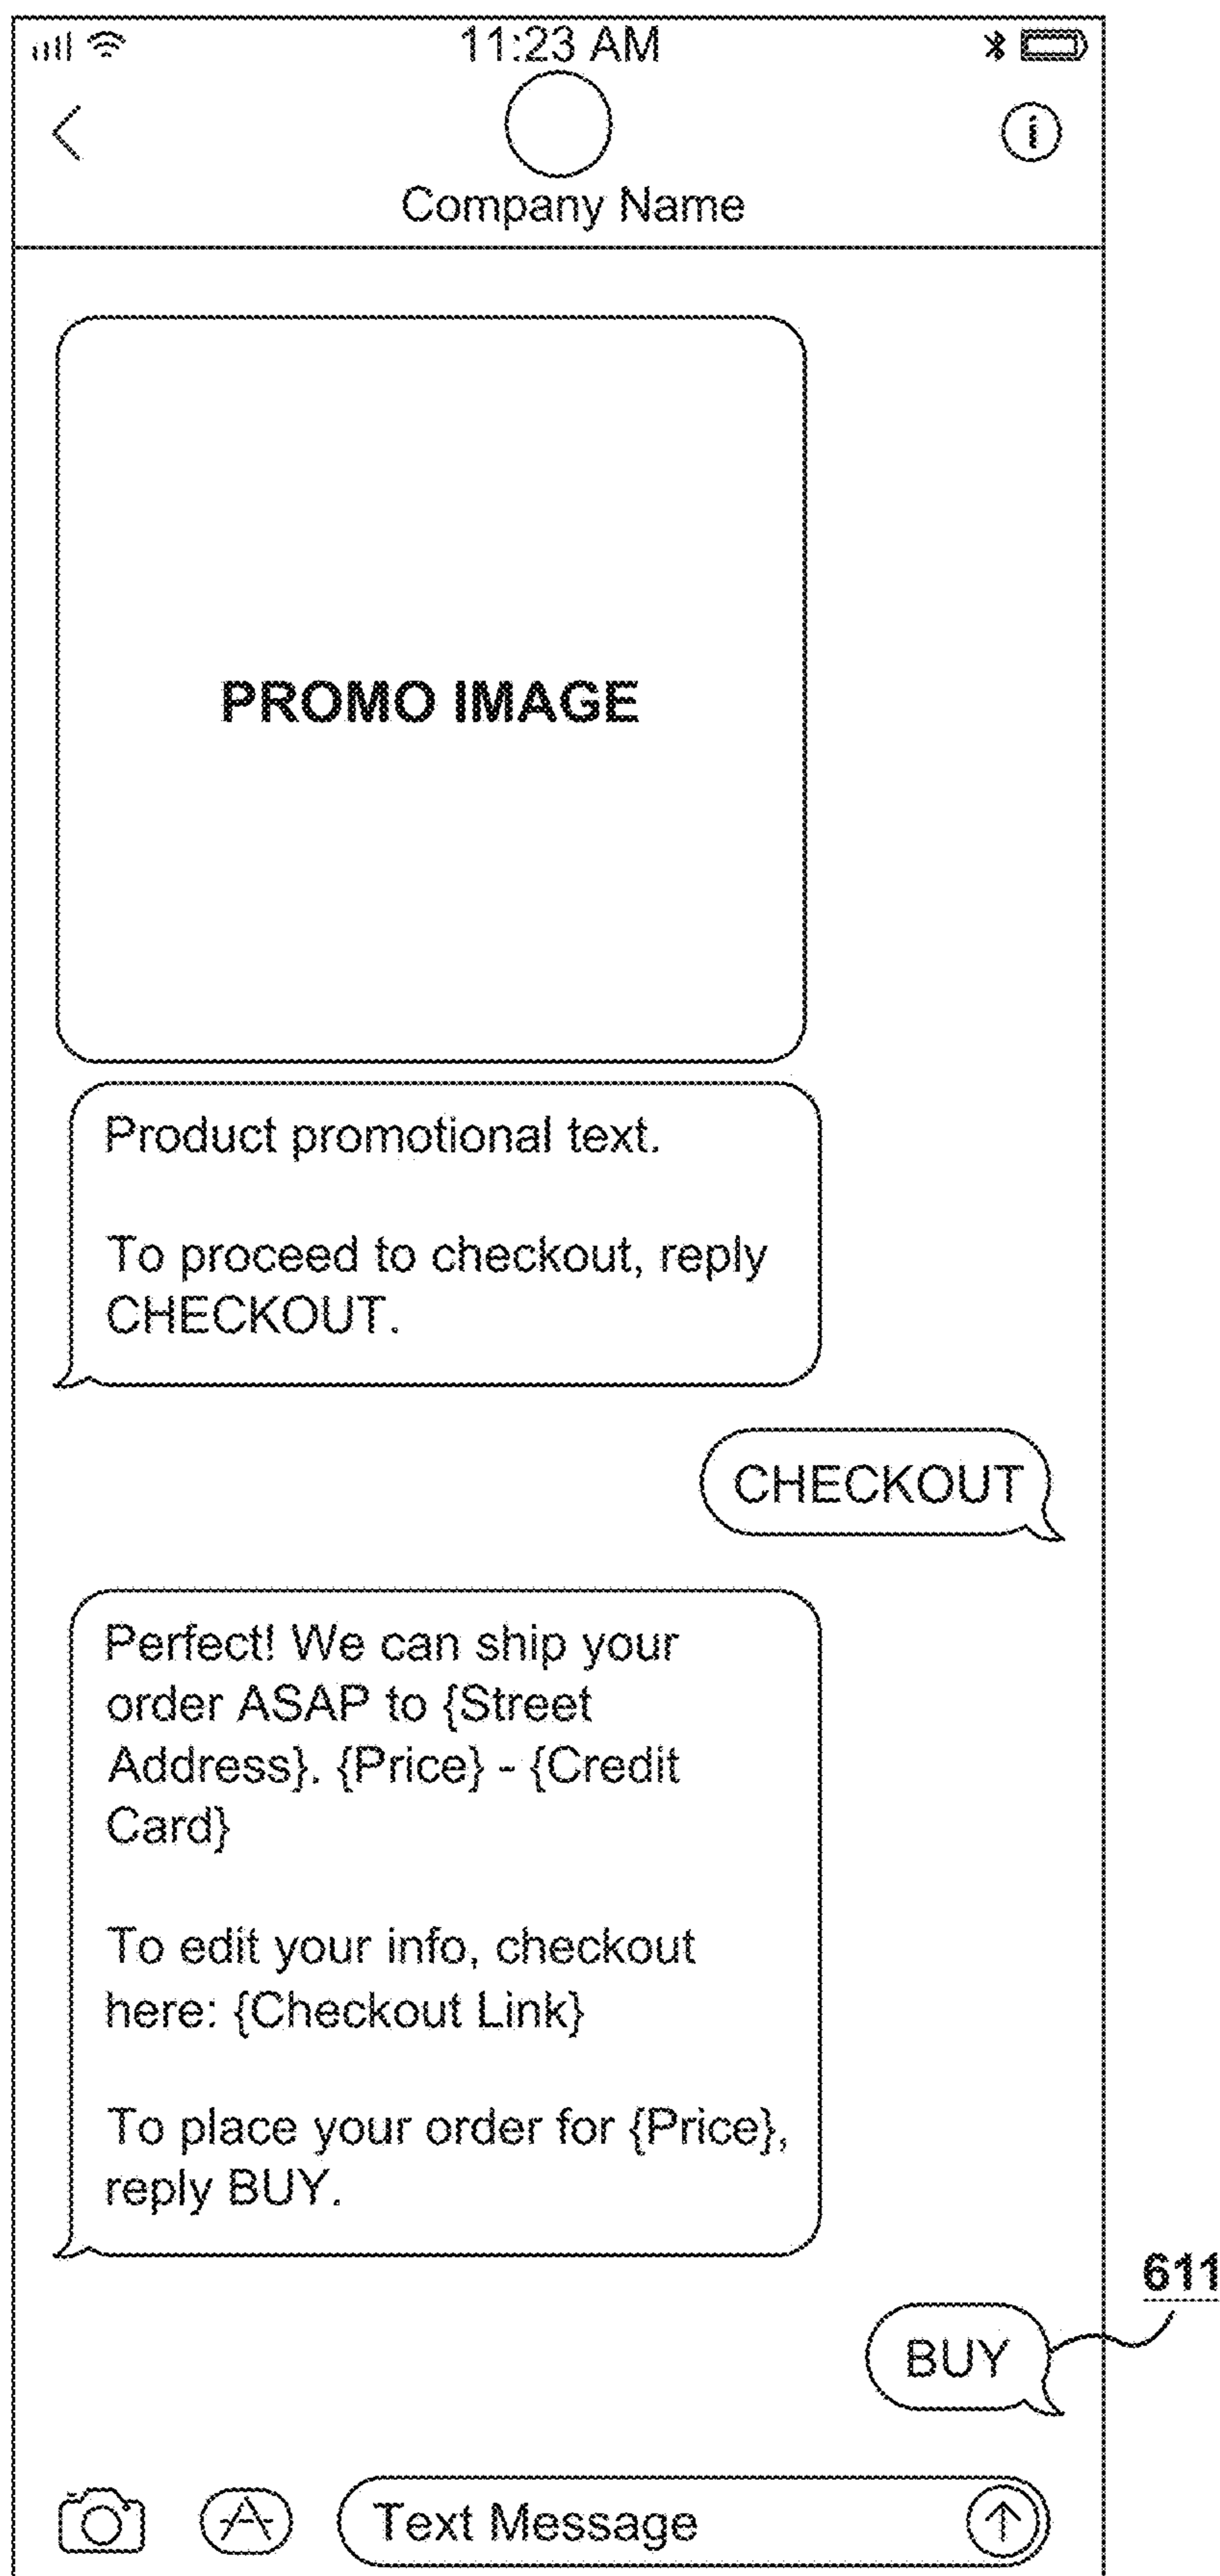 11:23 AM
i
Company Name
PROMO IMAGE
Product promotional text.
To proceed to checkout, reply
CHECKOUT.
CHECKOUT
Perfect! We can ship your
order ASAP to {Street
Address}. {Price} - {Credit
Card}
To edit your info, checkout
here: {Checkout Link}
To place your order for {Price},
reply BUY.
611
BUY
Text Message